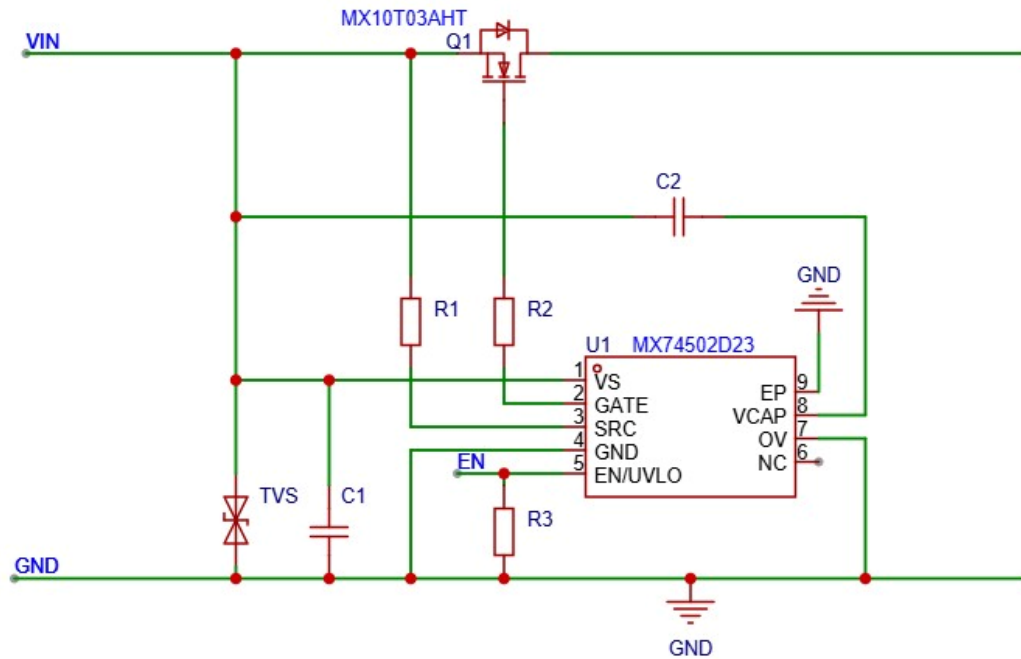 MX10T03AHT
VIN
Q1
C2
GND
R1
R2
U1 MX74502D23
1 VS
2 GATE
3 SRC
4 GND
5 EN/UVLO
EP 9
VCAP 8
OV 7
NC 6
EN
TVS
C1
R3
GND
GND